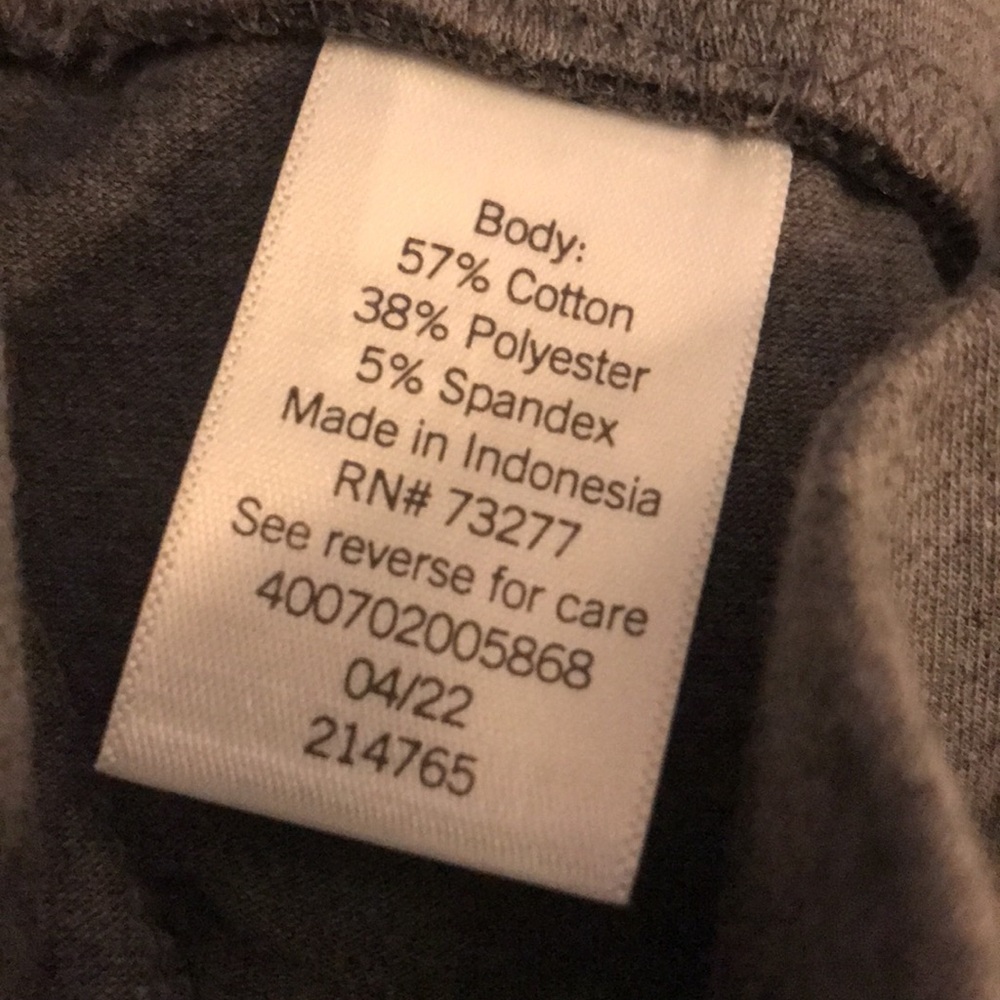 Body:
57% Cotton
38% Polyester
5% Spandex
Made in Indonesia
RN# 73277
See reverse for care
400702005868
04/22
214765